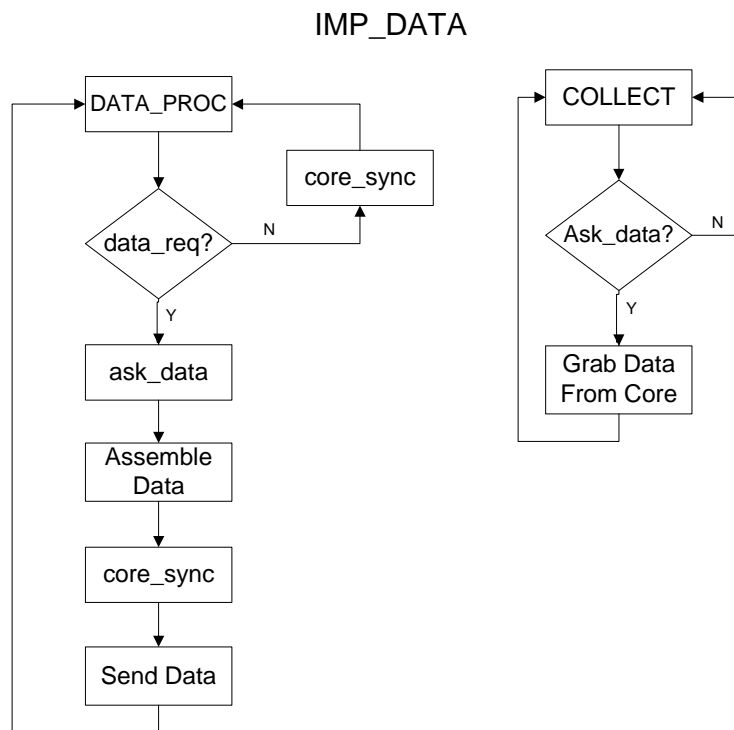 IMP_DATA
DATA_PROC
core_sync
data_req?
N
Y
ask_data
Assemble
Data
core_sync
Send Data
COLLECT
Ask_data?
N
Y
Grab Data
From Core